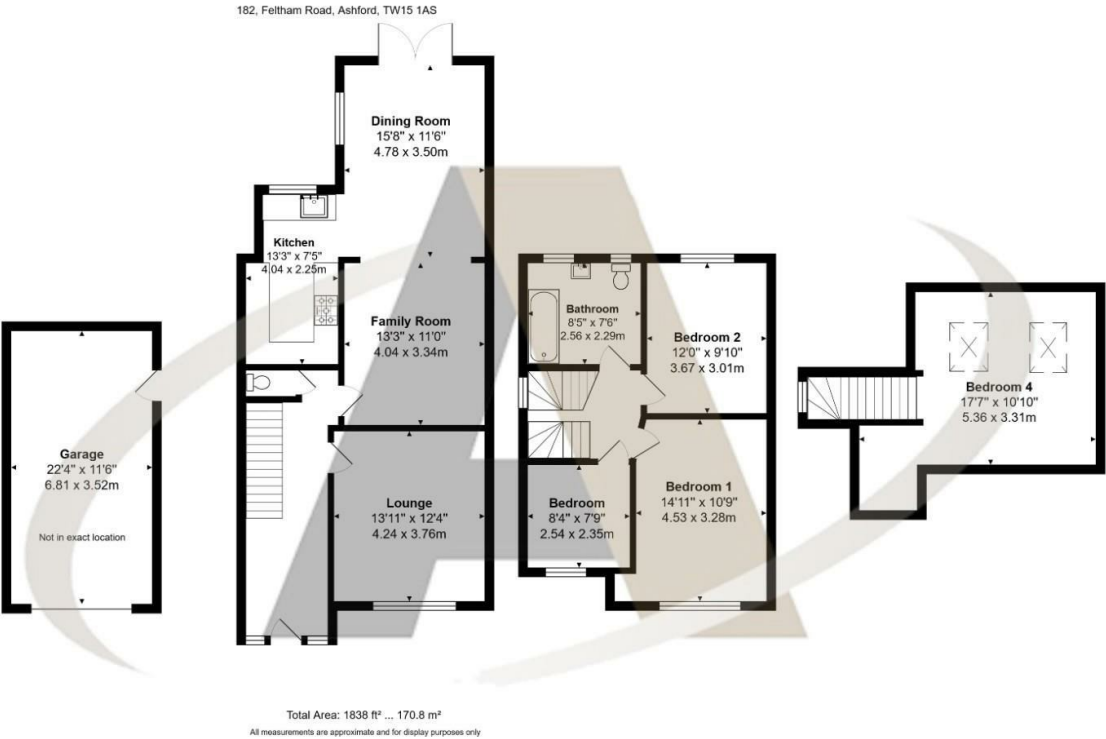 182, Feltham Road, Ashford, TW15 1AS
Dining Room
15'8" x 11'6"
4.78 x 3.50m
Kitchen
13'3" x 7'5"
4.04 x 2.25m
Family Room
13'3" x 11'0"
4.04 x 3.34m
Lounge
13'11" x 12'4"
4.24 x 3.76m
Garage
22'4" x 11'6"
6.81 x 3.52m
Not in exact location
Bathroom
8'5" x 7'6"
2.56 x 2.29m
Bedroom 2
12'0" x 9'10"
3.67 x 3.01m
Bedroom
8'4" x 7'9"
2.54 x 2.35m
Bedroom 1
14'11" x 10'9"
4.53 x 3.28m
Bedroom 4
17'7" x 10'10"
5.36 x 3.31m
Total Area: 1838 ft² ... 170.8 m²
All measurements are approximate and for display purposes only